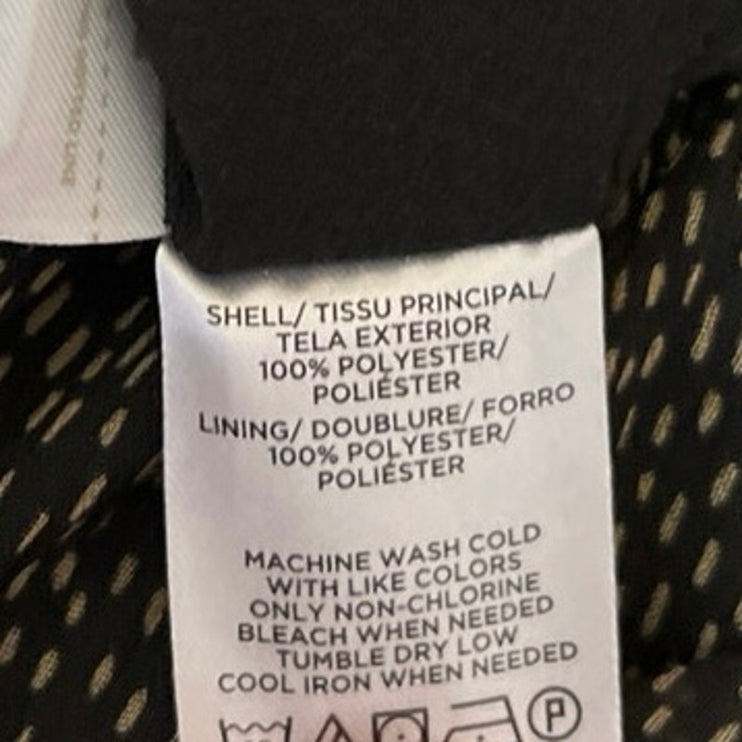 SHELL/ TISSU PRINCIPAL/
TELA EXTERIOR
100% POLYESTER/
POLIÉSTER
LINING/ DOUBLURE/ FORRO
100% POLYESTER/
POLIÉSTER
MACHINE WASH COLD
WITH LIKE COLORS
ONLY NON-CHLORINE
BLEACH WHEN NEEDED
TUMBLE DRY LOW
COOL IRON WHEN NEEDED
P